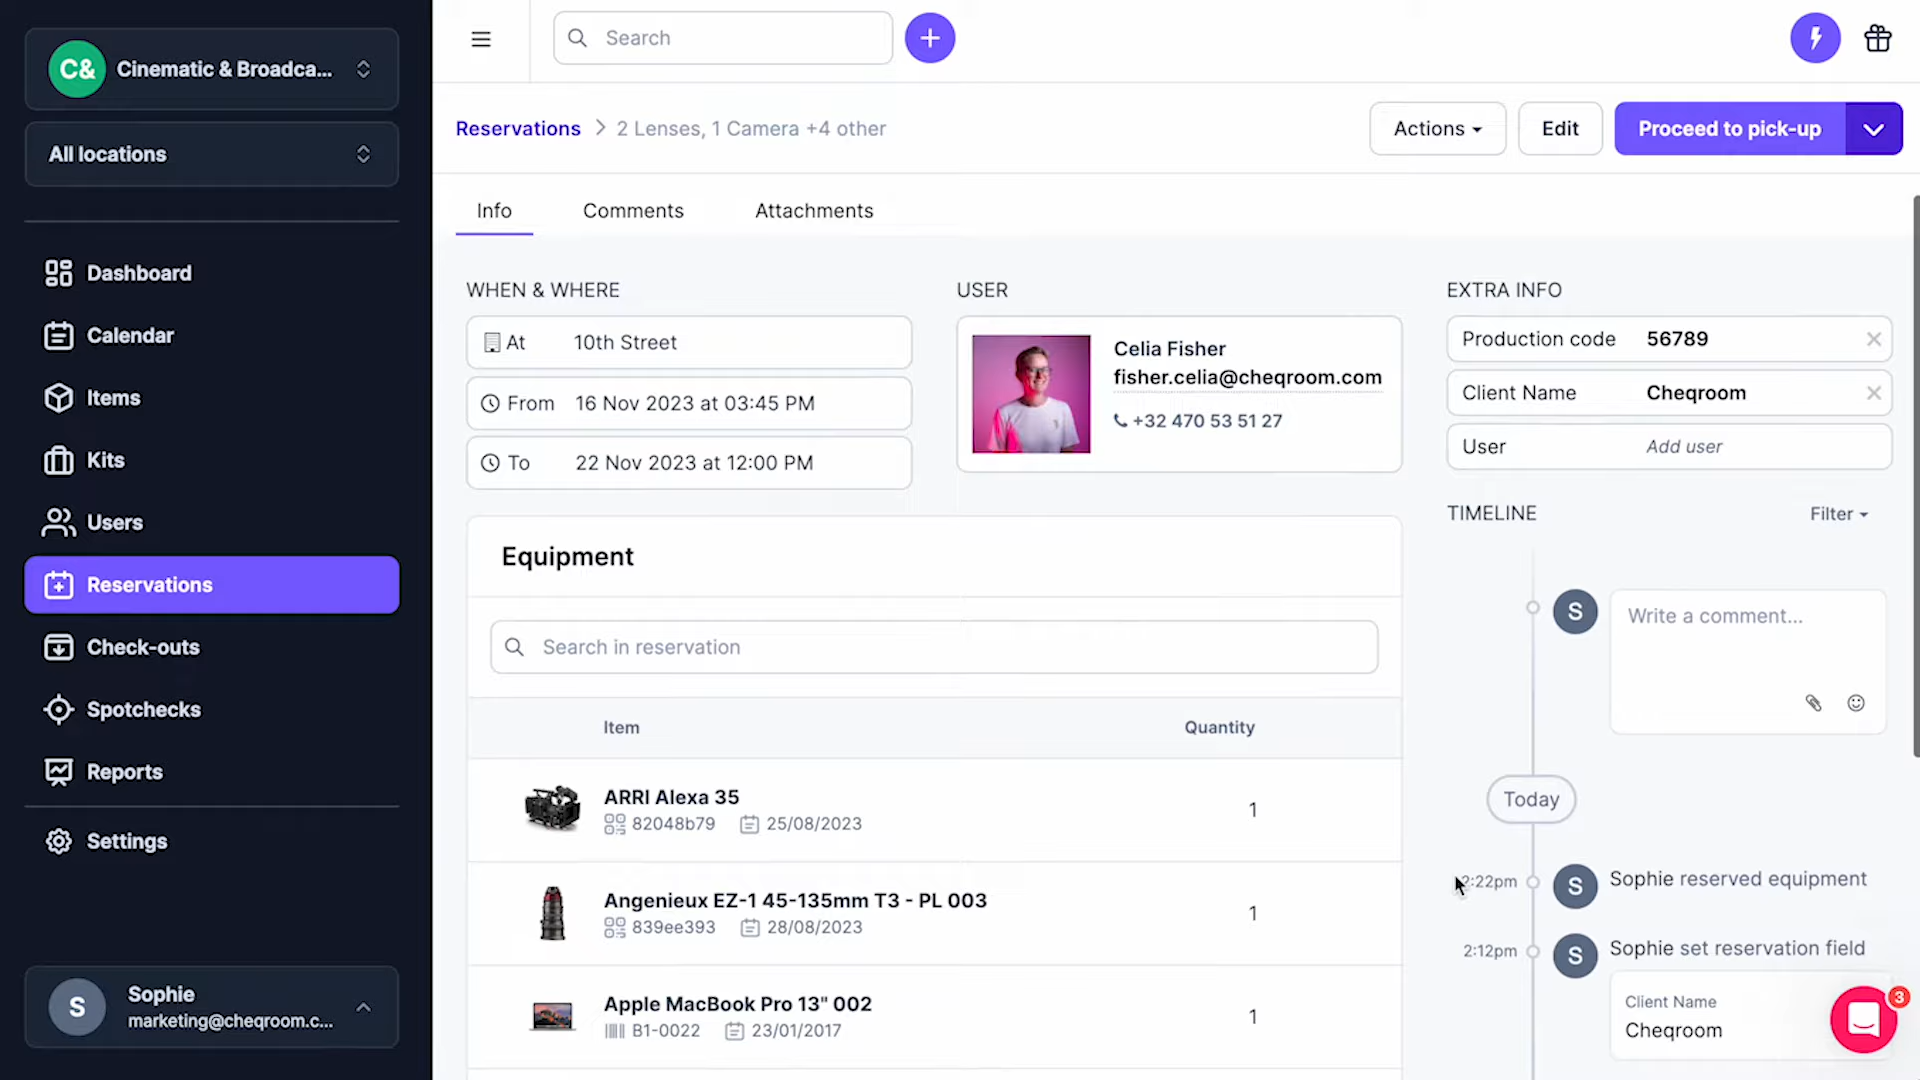 C&
Cinematic & Broadca...
All locations
Dashboard
Calendar
Items
Kits
Users
Reservations
Check-outs
Spotchecks
Reports
Settings
S
Sophie
marketing@cheqroom.c...
Search
Reservations > 2 Lenses, 1 Camera +4 other
Actions
Edit
Proceed to pick-up
Info
Comments
Attachments
WHEN & WHERE
At 10th Street
From 16 Nov 2023 at 03:45 PM
To 22 Nov 2023 at 12:00 PM
USER
Celia Fisher
fisher.celia@cheqroom.com
+32 470 53 51 27
EXTRA INFO
Production code 56789
Client Name Cheqroom
User Add user
Equipment
Search in reservation
Item Quantity
ARRI Alexa 35
82048b79 25/08/2023
1
Angenieux EZ-1 45-135mm T3 - PL 003
839ee393 28/08/2023
1
Apple MacBook Pro 13" 002
B1-0022 23/01/2017
1
TIMELINE
Filter
S
Write a comment...
Today
2:22pm
S
Sophie reserved equipment
2:12pm
S
Sophie set reservation field
Client Name
Cheqroom
3